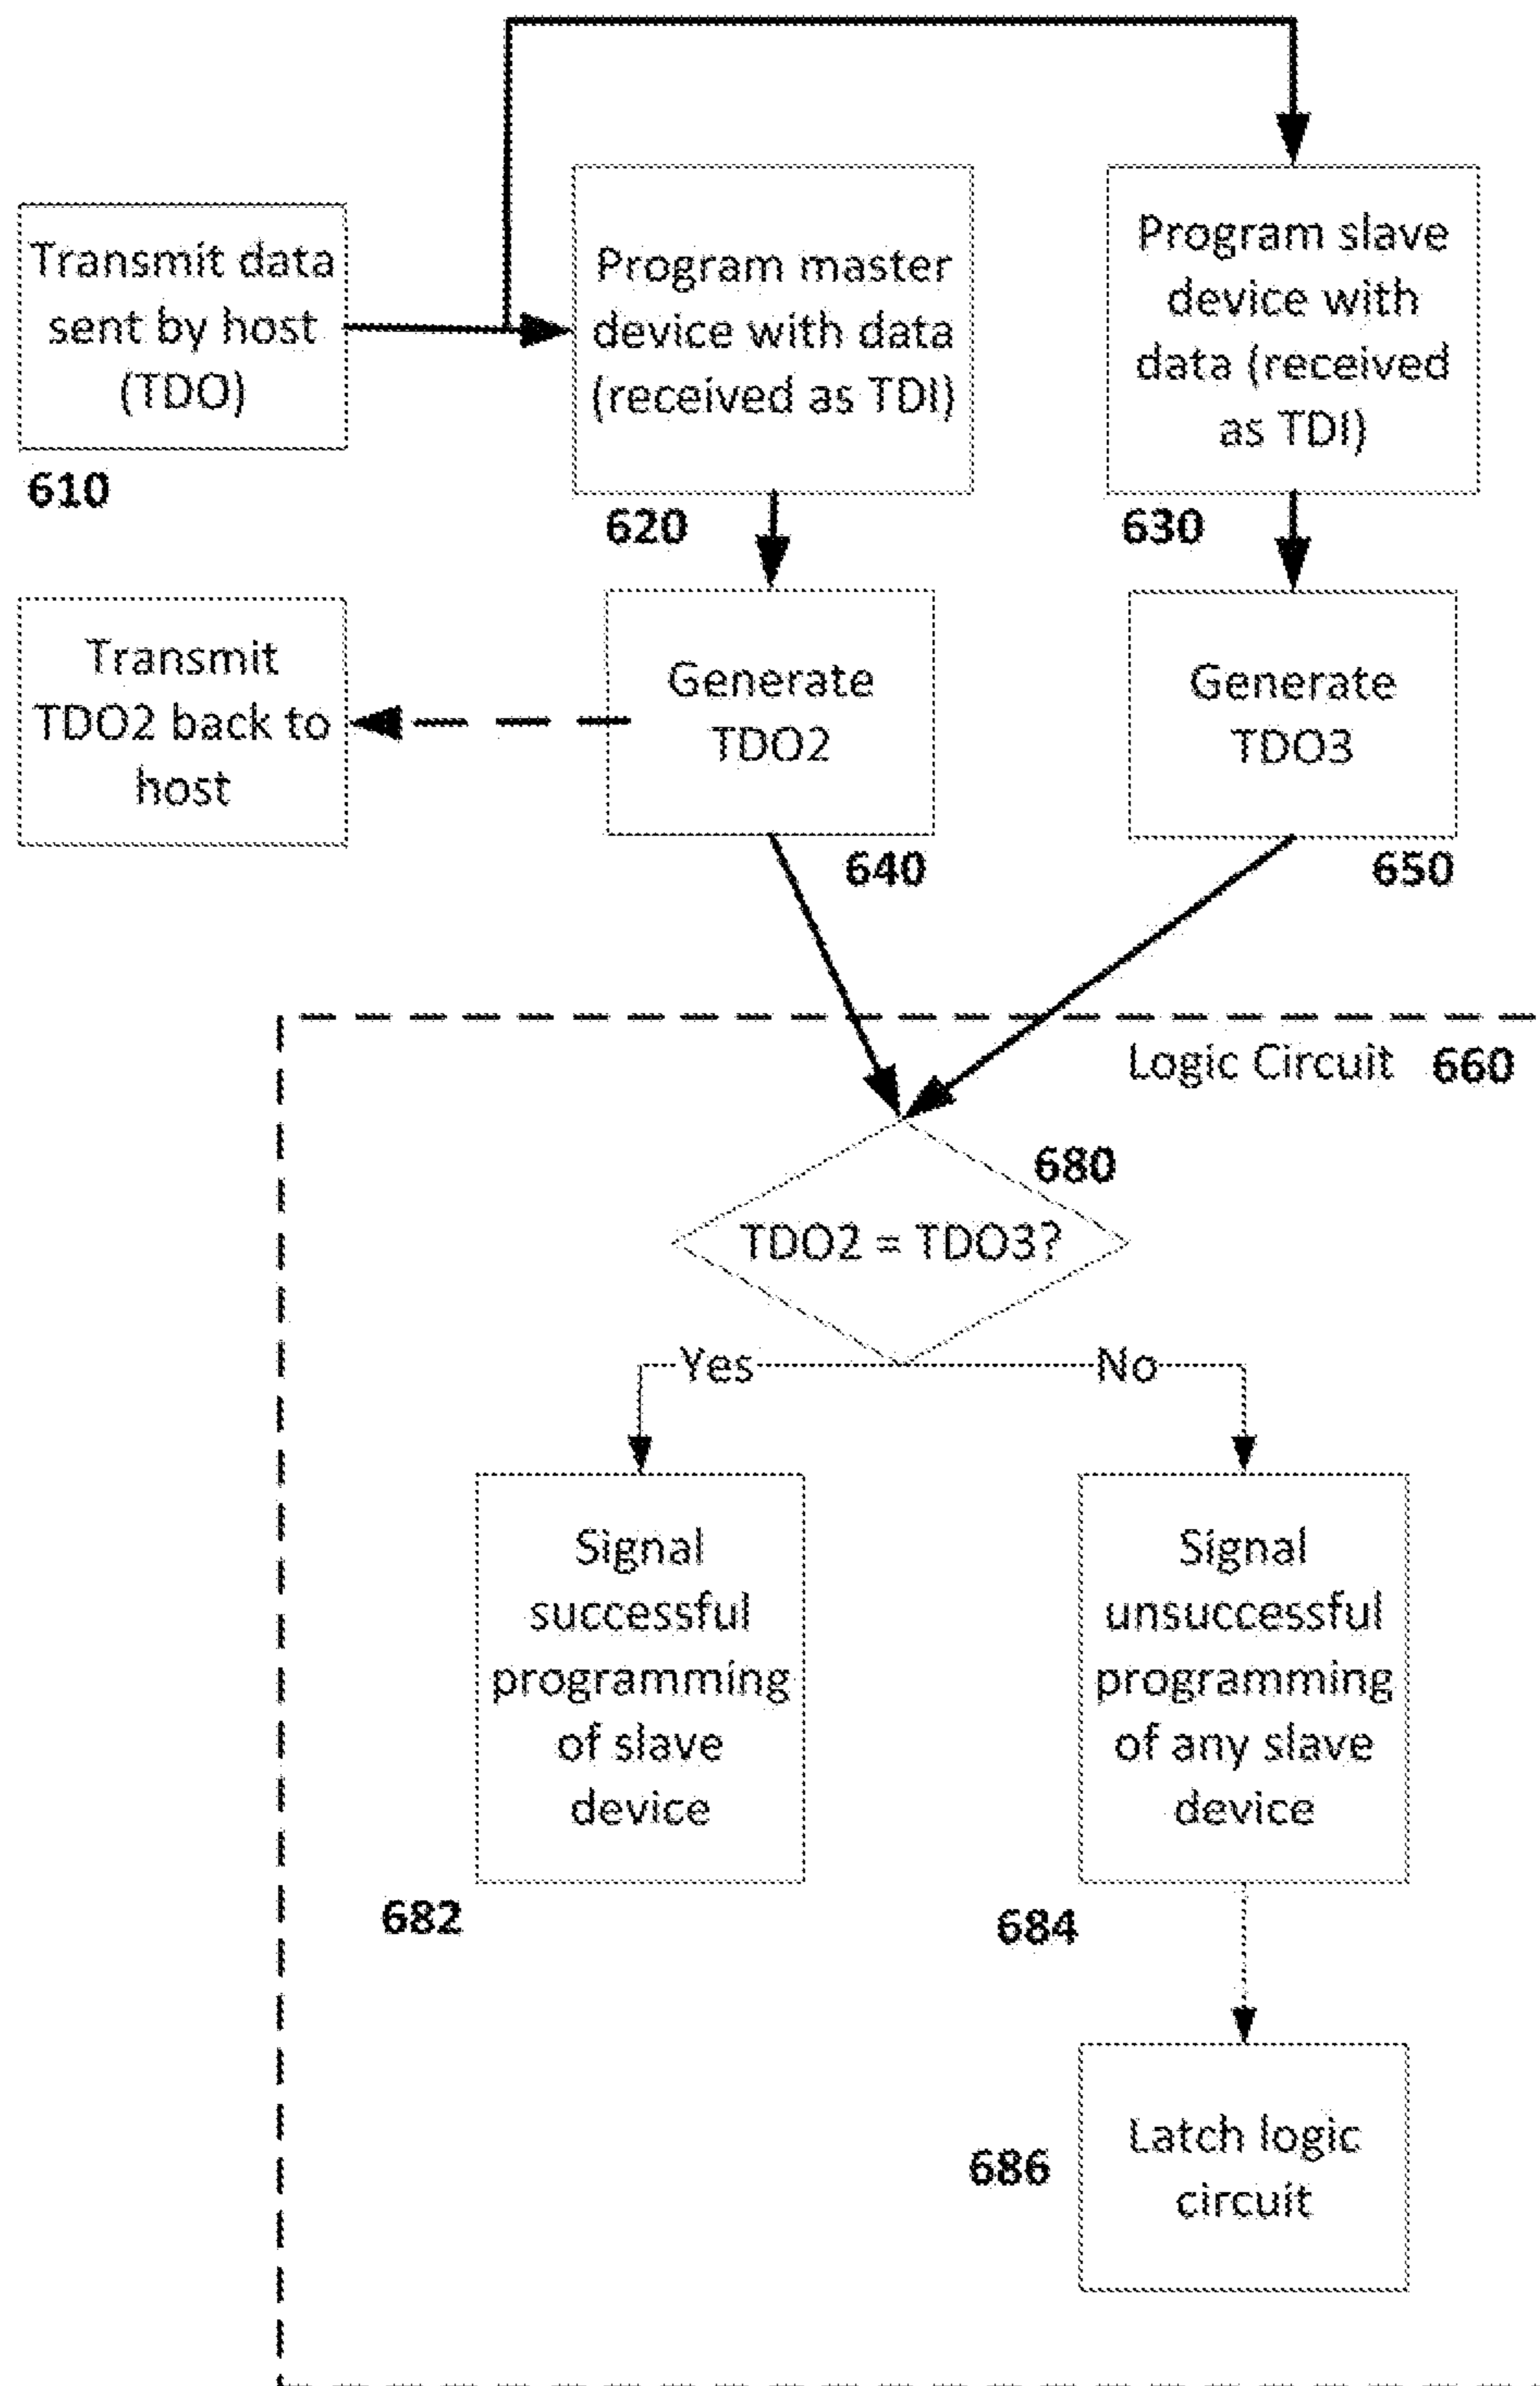 Transmit data
sent by host
(TDO)
610
Program master
device with data
(received as TDI)
620
Program slave
device with
data (received
as TDI)
630
Transmit
TDO2 back to
host
Generate
TDO2
640
Generate
TDO3
650
Logic Circuit 660
680
TDO2 = TDO3?
Yes
No
Signal
successful
programming
of slave
device
682
Signal
unsuccessful
programming
of any slave
device
684
Latch logic
circuit
686